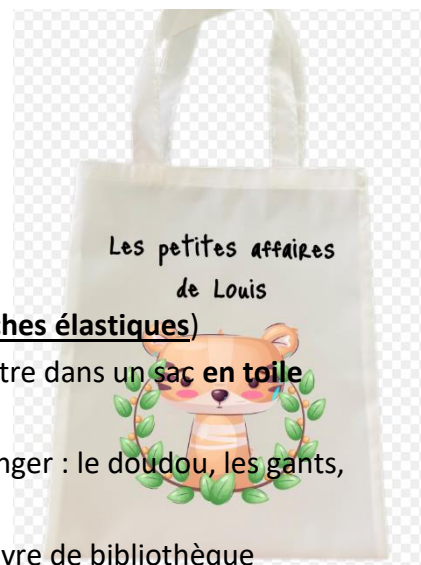 Les petites affaires
de Louis
élastiques)
tre dans un sac en toile
nger : le doudou, les gants,
vre de bibliothèque